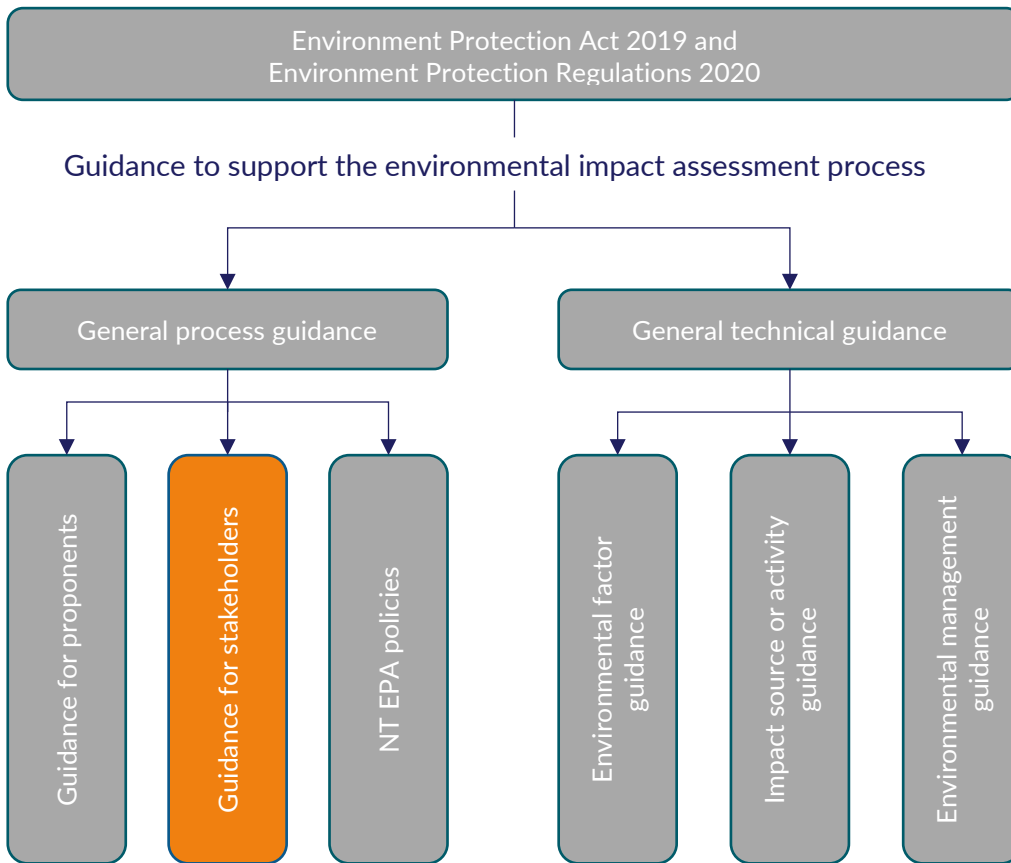 Environment Protection Act 2019 and
Environment Protection Regulations 2020
Guidance to support the environmental impact assessment process
General process guidance
General technical guidance
Guidance for proponents
Guidance for stakeholders
NT EPA policies
Environmental factor
guidance
Impact source or activity
guidance
Environmental management
guidance